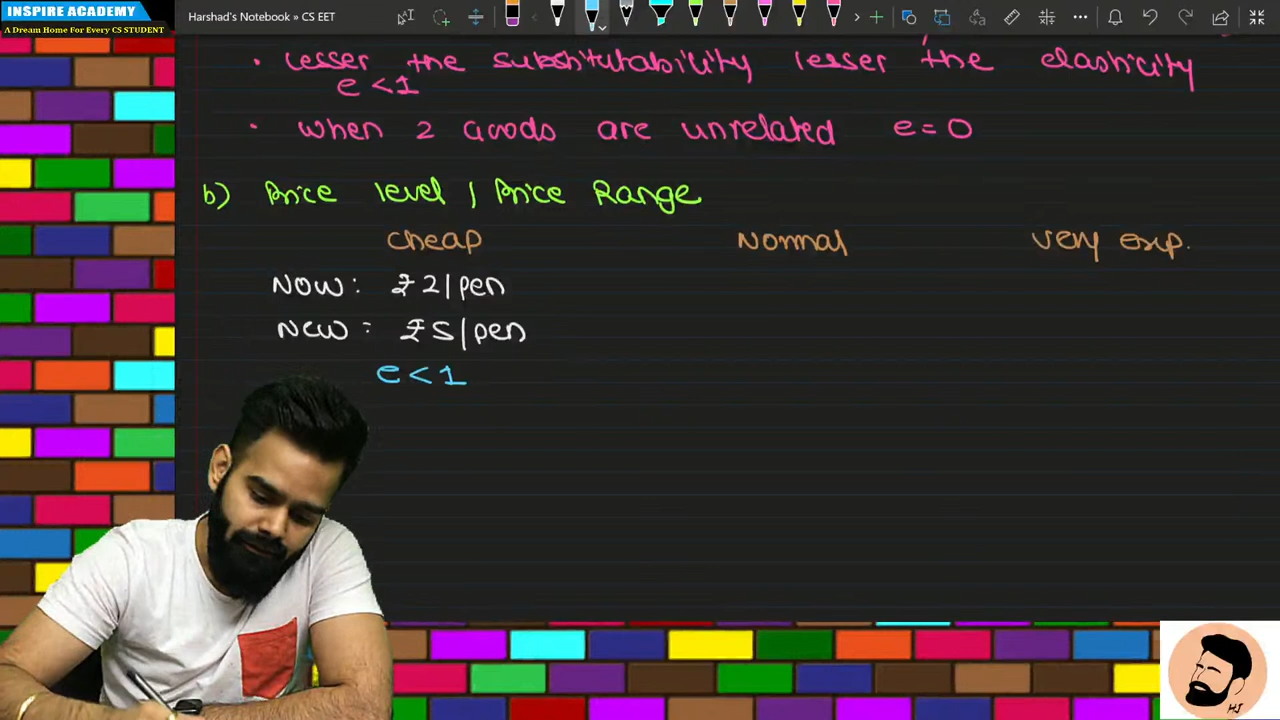 INSPIRE ACADEMY
A Dream Home For Every CS STUDENT
Harshad's Notebook » CS EET
• lesser the substitutability lesser the elasticity
e < 1
• when 2 Goods are unrelated e = 0
b) Price level / Price Range
cheap Normal very exp.
NOW : ₹ 2/pen
New : ₹ 5/pen
e < 1
HJ